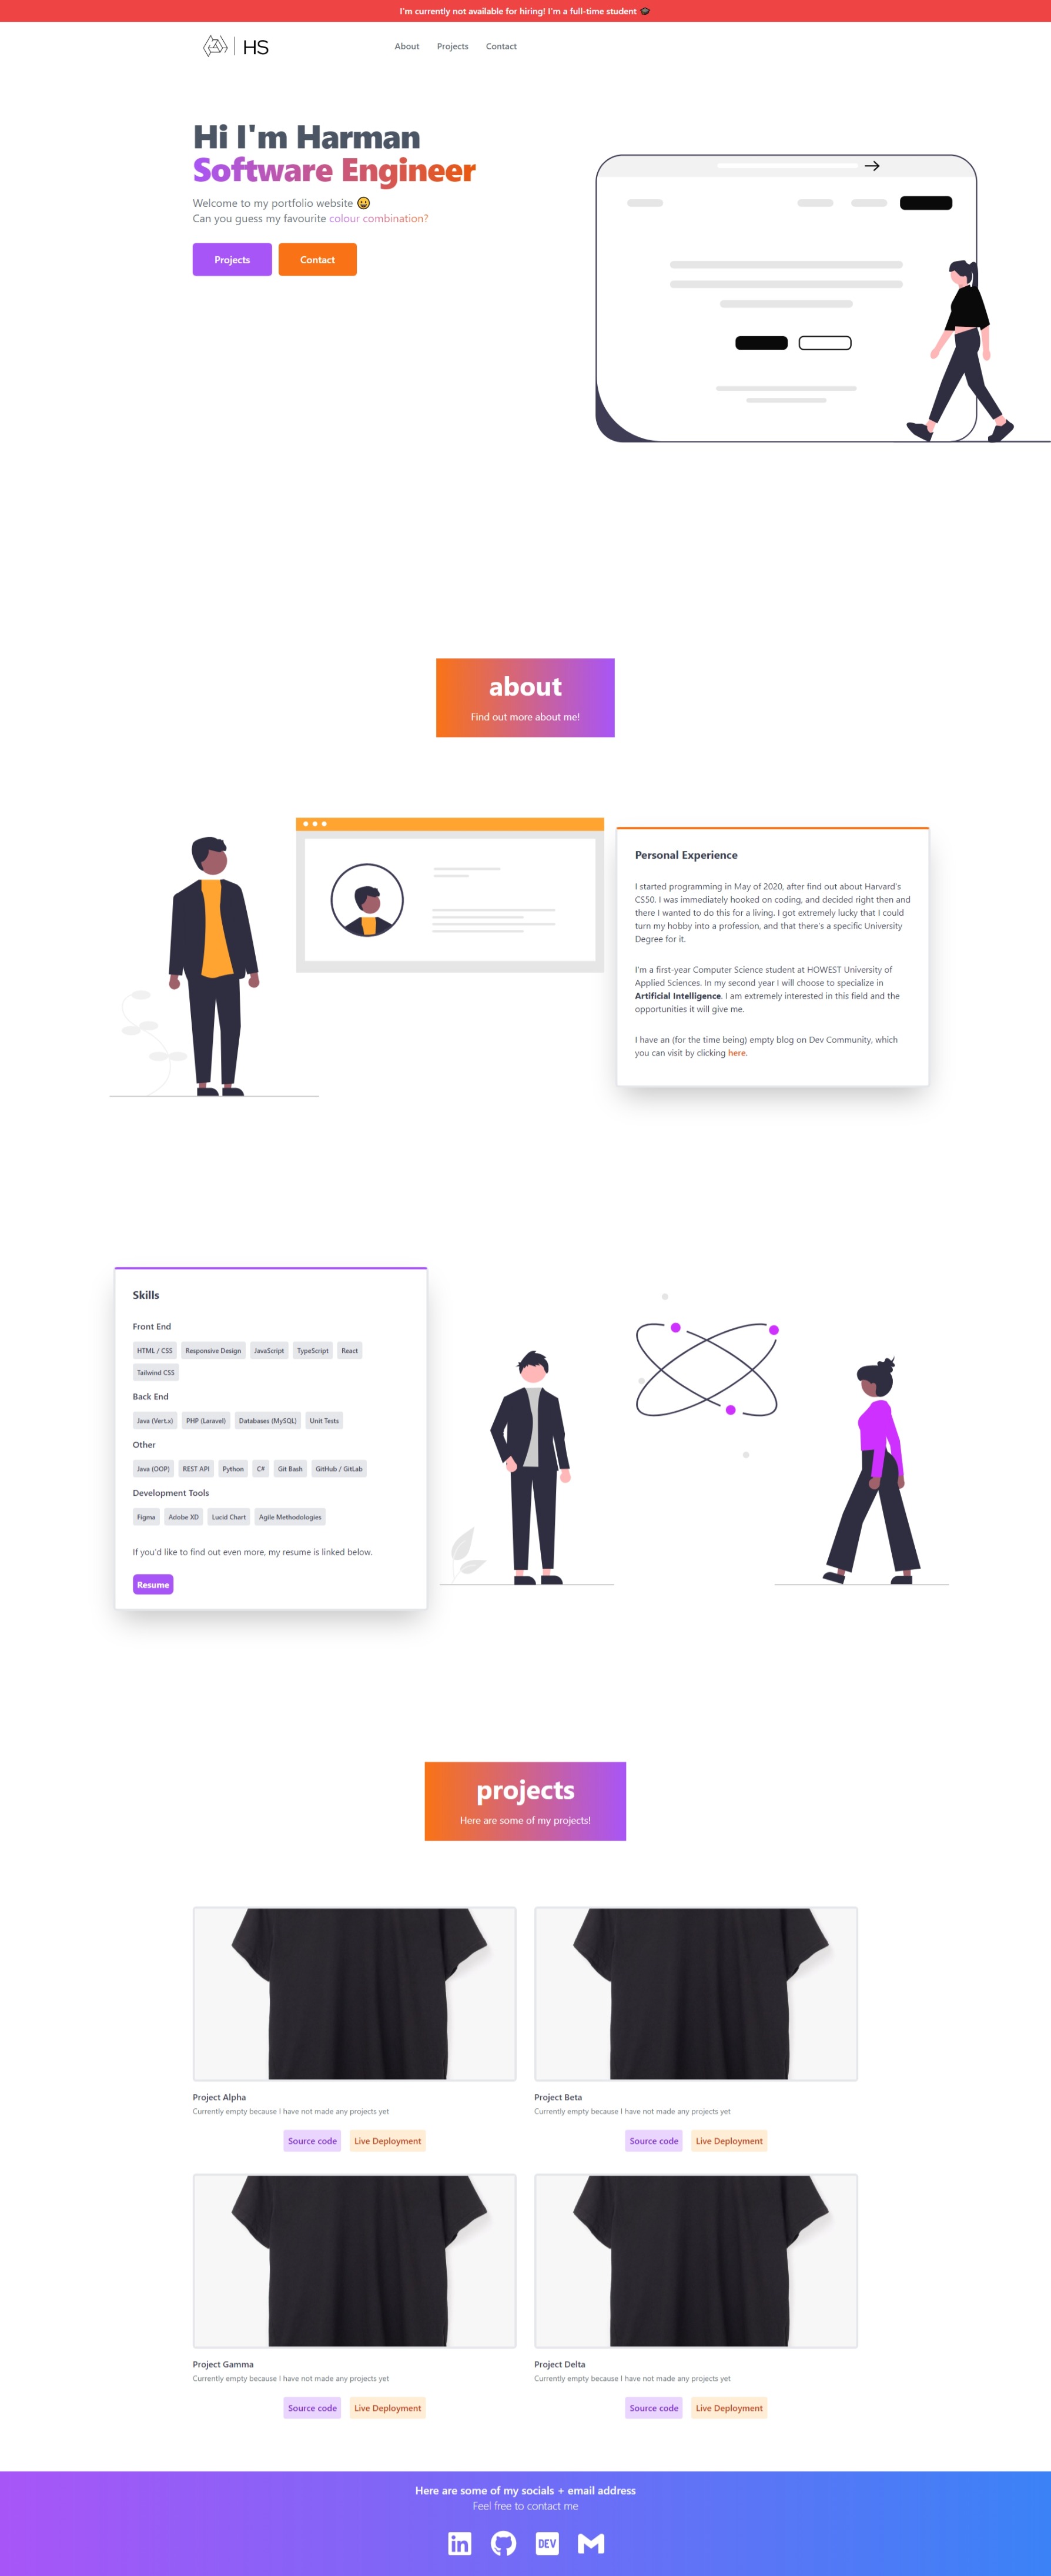 I'm currently not available for hiring! I'm a full-time student 🎓
HS
About Projects Contact
Hi I'm Harman
Software Engineer
Welcome to my portfolio website 😀
Can you guess my favourite colour combination?
Projects Contact
about
Find out more about me!
Personal Experience
I started programming in May of 2020, after find out about Harvard's
CS50. I was immediately hooked on coding, and decided right then and
there I wanted to do this for a living. I got extremely lucky that I could
turn my hobby into a profession, and that there's a specific University
Degree for it.
I'm a first-year Computer Science student at HOWEST University of
Applied Sciences. In my second year I will choose to specialize in
Artificial Intelligence. I am extremely interested in this field and the
opportunities it will give me.
I have an (for the time being) empty blog on Dev Community, which
you can visit by clicking here.
Skills
Front End
HTML / CSS Responsive Design JavaScript TypeScript React
Tailwind CSS
Back End
Java (Vert.x) PHP (Laravel) Databases (MySQL) Unit Tests
Other
Java (OOP) REST API Python C# Git Bash GitHub / GitLab
Development Tools
Figma Adobe XD Lucid Chart Agile Methodologies
If you'd like to find out even more, my resume is linked below.
Resume
projects
Here are some of my projects!
Project Alpha
Currently empty because I have not made any projects yet
Source code Live Deployment
Project Beta
Currently empty because I have not made any projects yet
Source code Live Deployment
Project Gamma
Currently empty because I have not made any projects yet
Source code Live Deployment
Project Delta
Currently empty because I have not made any projects yet
Source code Live Deployment
Here are some of my socials + email address
Feel free to contact me
in DEV